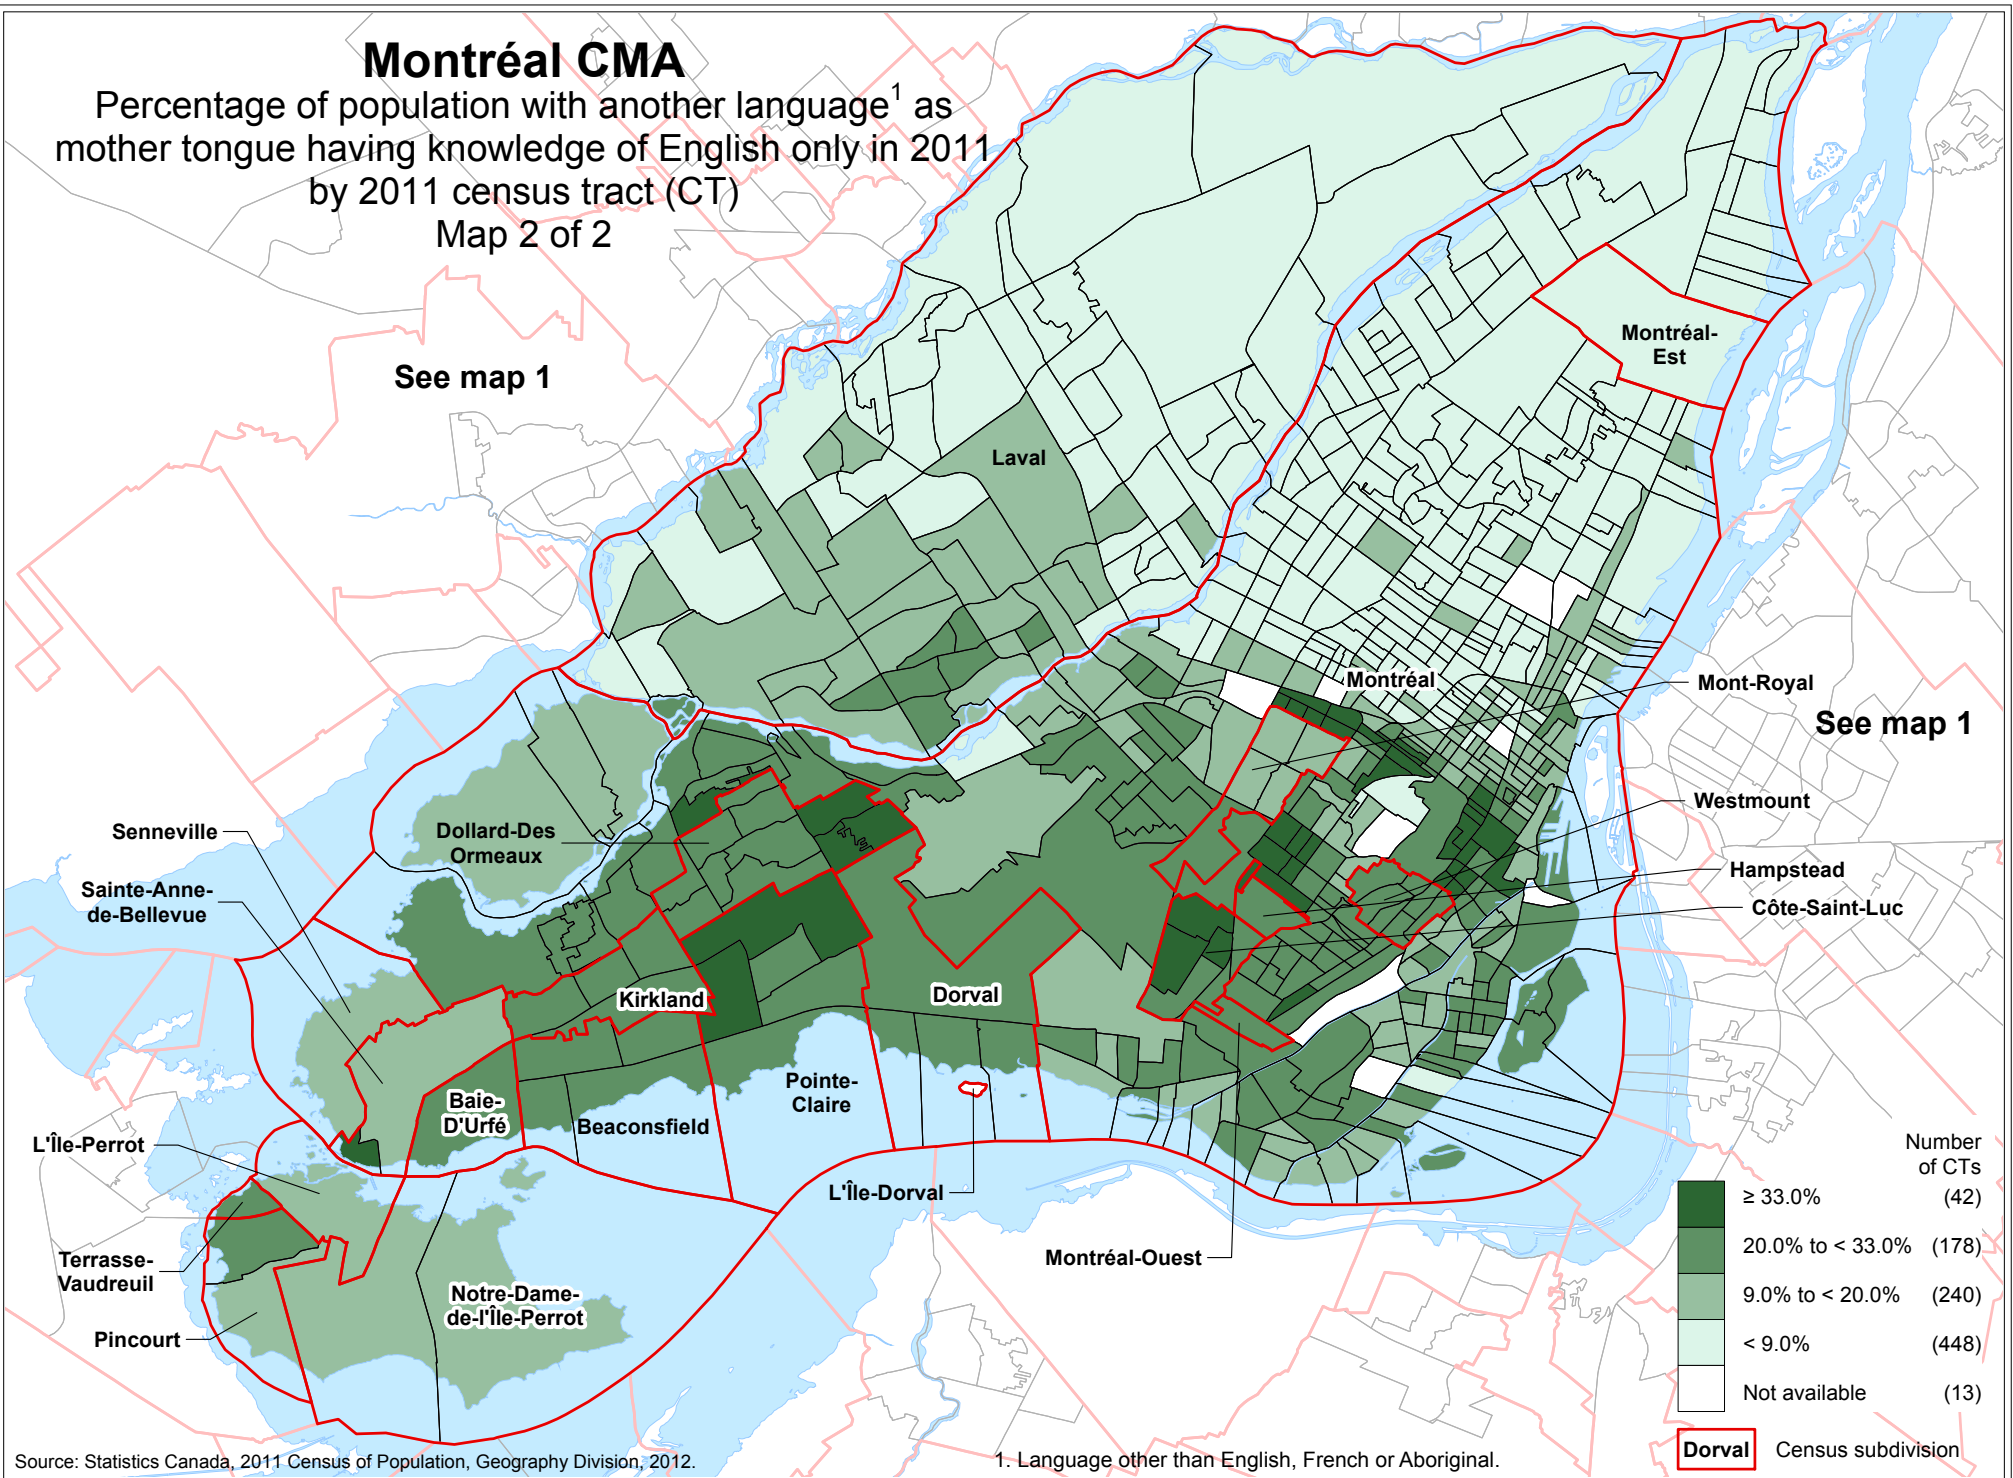 Montréal CMA
Percentage of population with another language1 as
mother tongue having knowledge of English only in 2011
by 2011 census tract (CT)
Map 2 of 2
See map 1
Montréal-
Est
Laval
Montréal
Mont-Royal
See map 1
Westmount
Hampstead
Côte-Saint-Luc
Senneville
Dollard-Des
Ormeaux
Sainte-Anne-
de-Bellevue
Kirkland
Dorval
Baie-
D'Urfé
Beaconsfield
Pointe-
Claire
L'Île-Perrot
L'Île-Dorval
Montréal-Ouest
Terrasse-
Vaudreuil
Notre-Dame-
de-l'Île-Perrot
Pincourt
Number
of CTs
≥ 33.0% (42)
20.0% to < 33.0% (178)
9.0% to < 20.0% (240)
< 9.0% (448)
Not available (13)
Dorval Census subdivision
Source: Statistics Canada, 2011 Census of Population, Geography Division, 2012.
1. Language other than English, French or Aboriginal.